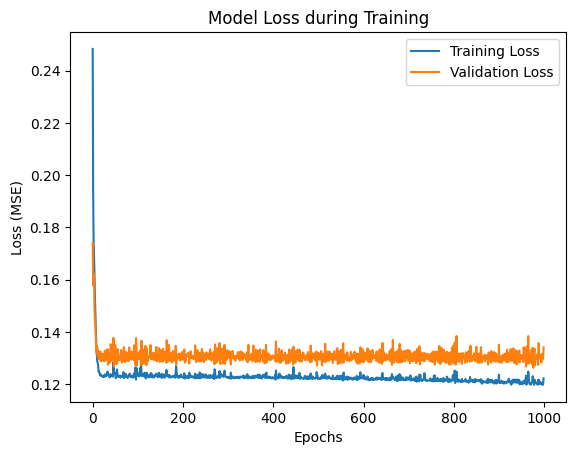 Model Loss during Training
Training Loss
Validation Loss
Loss (MSE)
0.24
0.22
0.20
0.18
0.16
0.14
0.12
0
200
400
600
800
1000
Epochs